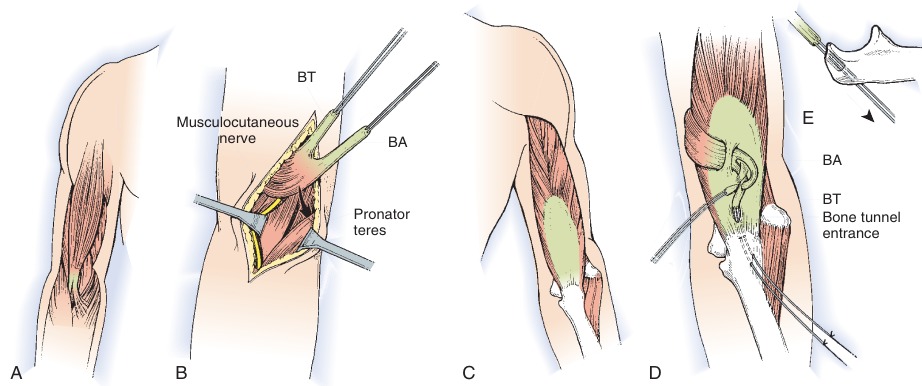 BT
Musculocutaneous
nerve
BA
Pronator
teres
E
BA
BT
Bone tunnel
entrance
A
B
C
D